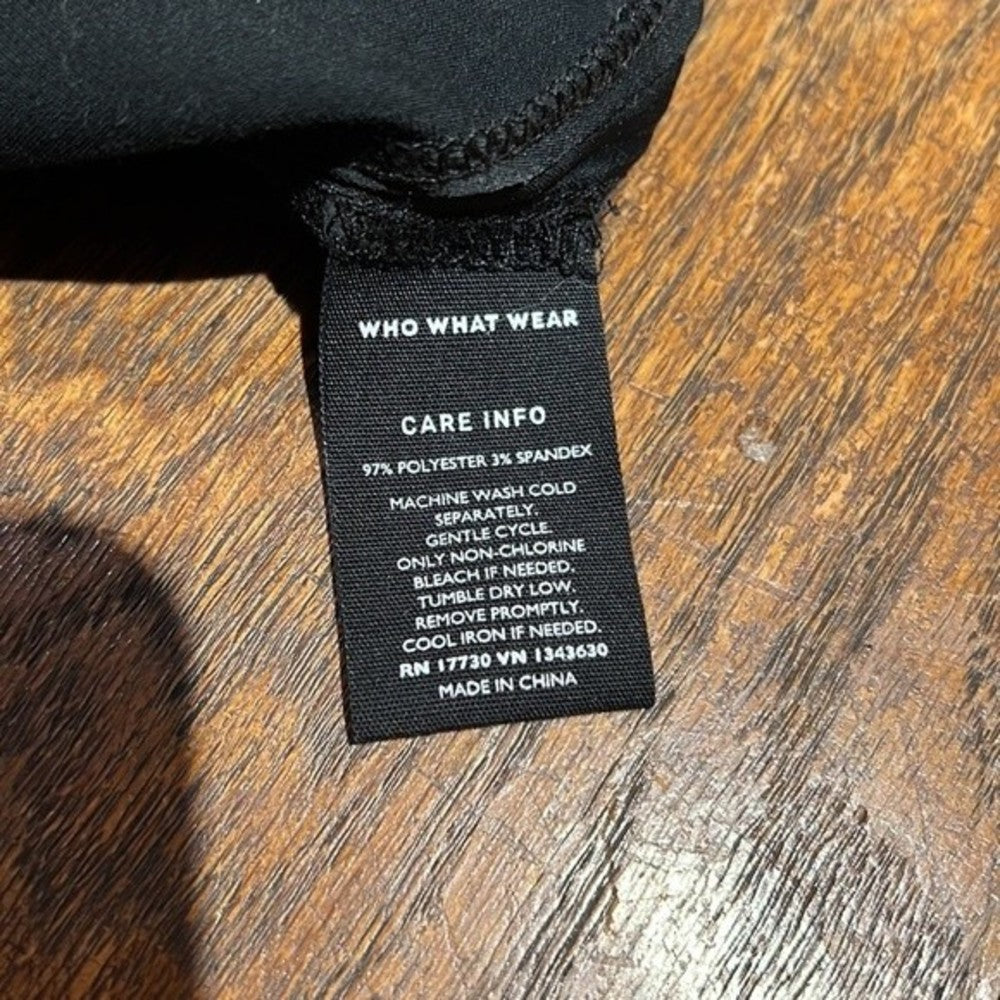 WHO WHAT WEAR
CARE INFO
97% POLYESTER 3% SPANDEX
MACHINE WASH COLD
SEPARATELY.
GENTLE CYCLE.
ONLY NON-CHLORINE
BLEACH IF NEEDED.
TUMBLE DRY LOW.
REMOVE PROMPTLY.
COOL IRON IF NEEDED.
RN 17730 VN 1343630
MADE IN CHINA